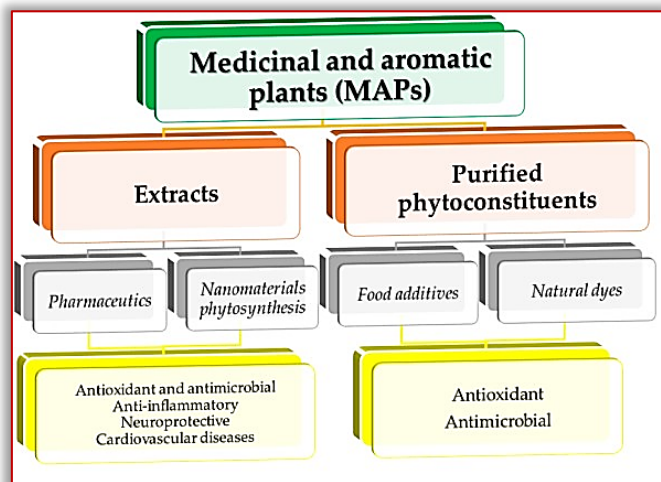 Medicinal and aromatic
plants (MAPs)
Extracts
Purified
phytoconstituents
Pharmaceutics
Nanomaterials
phytosynthesis
Food additives
Natural dyes
Antioxidant and antimicrobial
Anti-inflammatory
Neuroprotective
Cardiovascular diseases
Antioxidant
Antimicrobial